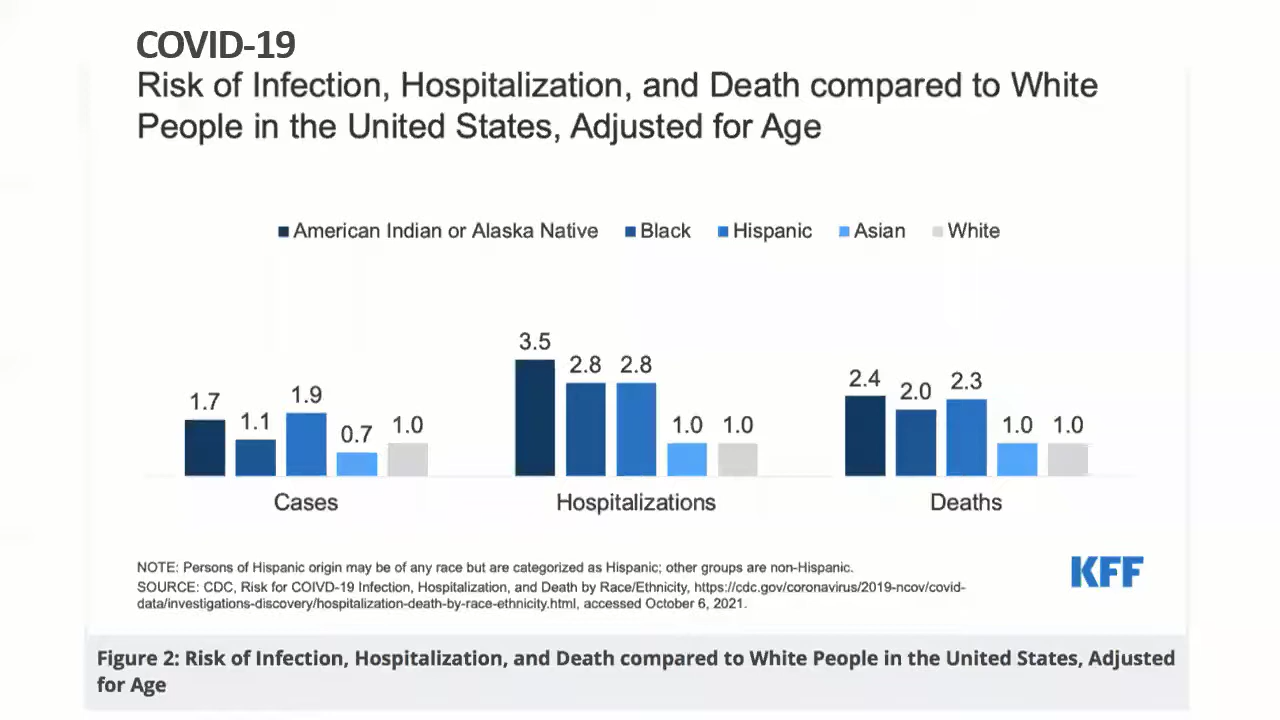 COVID-19
Risk of Infection, Hospitalization, and Death compared to White
People in the United States, Adjusted for Age
American Indian or Alaska Native Black Hispanic Asian White
1.7 1.1 1.9 0.7 1.0
3.5 2.8 2.8 1.0 1.0
2.4 2.0 2.3 1.0 1.0
Cases Hospitalizations Deaths
NOTE: Persons of Hispanic origin may be of any race but are categorized as Hispanic; other groups are non-Hispanic.
SOURCE: CDC, Risk for COIVD-19 Infection, Hospitalization, and Death by Race/Ethnicity, https://cdc.gov/coronavirus/2019-ncov/covid-
data/investigations-discovery/hospitalization-death-by-race-ethnicity.html, accessed October 6, 2021.
KFF
Figure 2: Risk of Infection, Hospitalization, and Death compared to White People in the United States, Adjusted
for Age